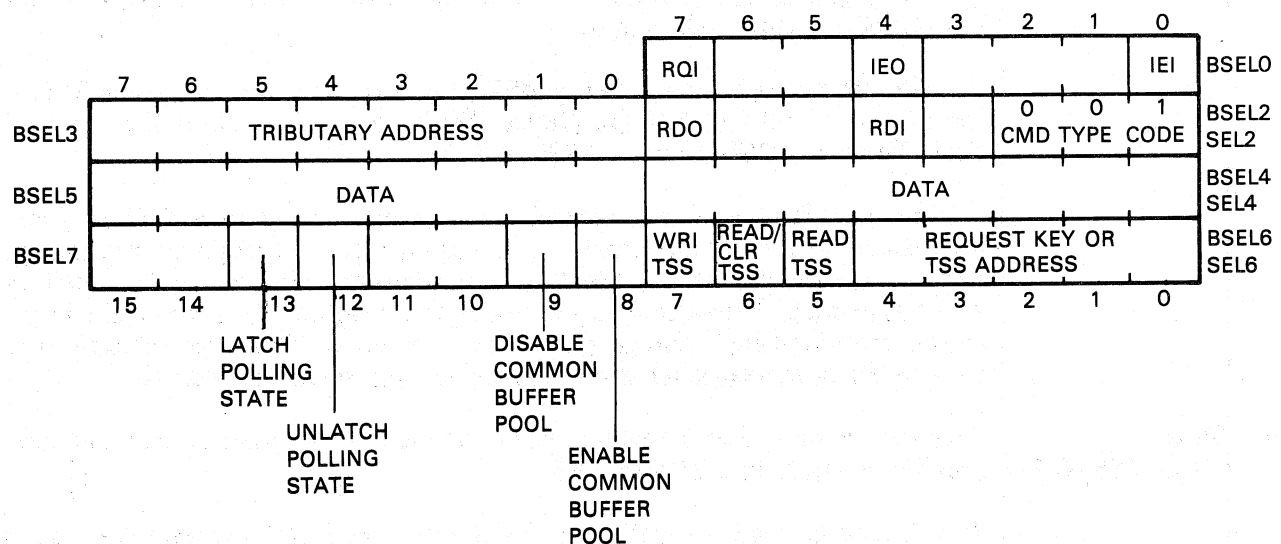 7 6 5 4 3 2 1 0
RQI IEO IEI BSEL0
7 6 5 4 3 2 1 0
BSEL3 TRIBUTARY ADDRESS RDO RDI 0 0 1 BSEL2
CMD TYPE CODE SEL2
BSEL5 DATA DATA BSEL4
SEL4
BSEL7 WRI TSS READ/ CLR TSS READ TSS REQUEST KEY OR BSEL6
TSS ADDRESS SEL6
15 14 13 12 11 10 9 8 7 6 5 4 3 2 1 0
LATCH
POLLING
STATE
UNLATCH
POLLING
STATE
DISABLE
COMMON
BUFFER
POOL
ENABLE
COMMON
BUFFER
POOL